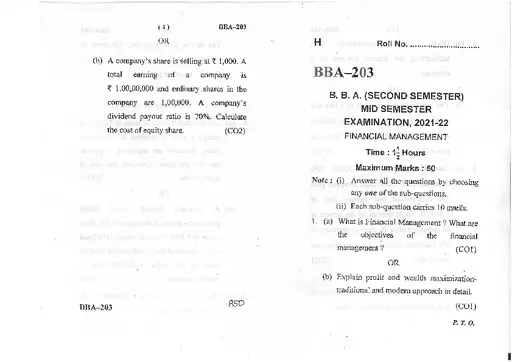 ( 4 ) BBA-203
OR
(b) A company's share is selling at ₹ 1,000. A
total earning of a company is
₹ 1,00,00,000 and ordinary shares in the
company are 1,00,000. A company's
dividend payout ratio is 70%. Calculate
the cost of equity share. (CO2)
BBA-203 850
H Roll No. ........................
BBA-203
B. B. A. (SECOND SEMESTER)
MID SEMESTER
EXAMINATION, 2021-22
FINANCIAL MANAGEMENT
Time : 1½ Hours
Maximum Marks : 50
Note : (i) Answer all the questions by choosing
any one of the sub-questions.
(ii) Each sub-question carries 10 marks.
1. (a) What is Financial Management ? What are
the objectives of the financial
management ? (CO1)
OR
(b) Explain profit and wealth maximization-
traditional and modern approach in detail.
(CO1)
P. T. O.